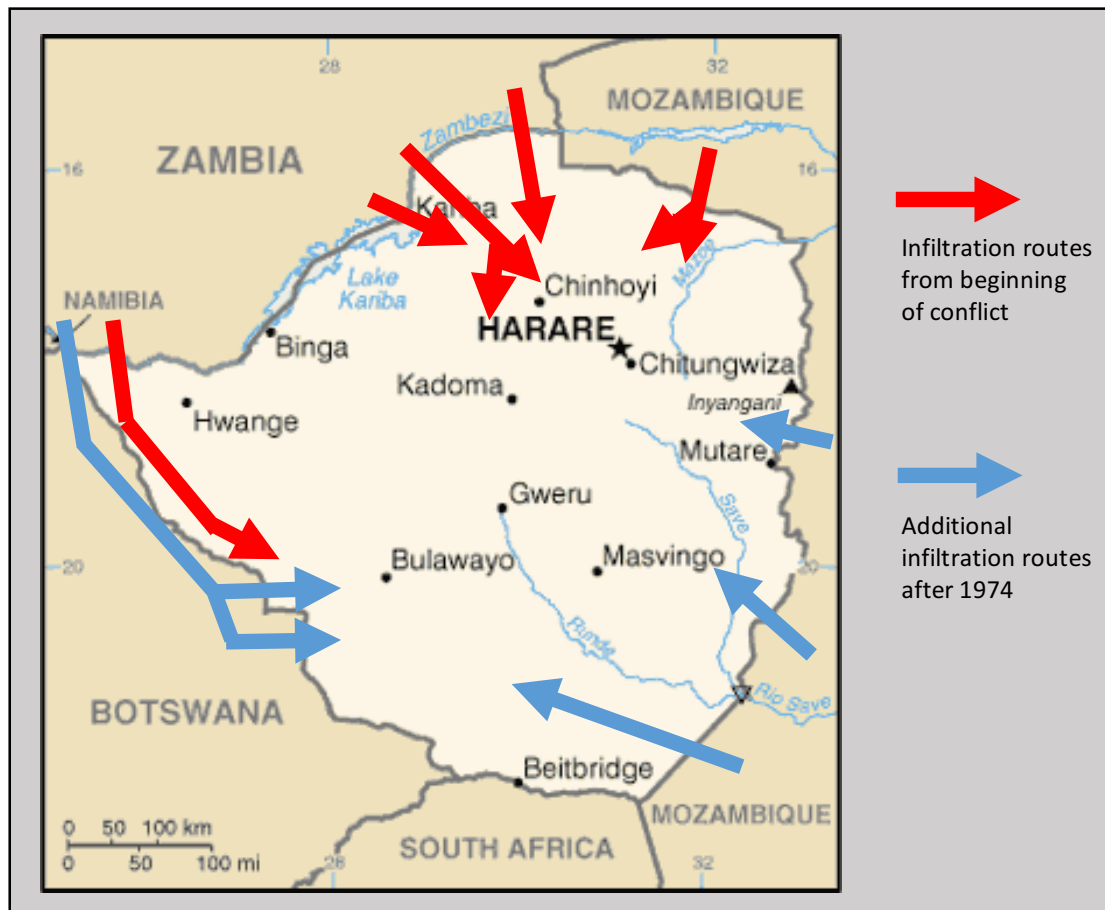 28
32
MOZAMBIQUE
Zambezi
ZAMBIA
16
16
Kariba
Mazoe
Lake
Kariba
Chinhoyi
NAMIBIA
HARARE
Binga
Chitungwiza
Kadoma
Inyangani
Hwange
Mutare
Gweru
Save
Bulawayo
Masvingo
20
20
Runde
BOTSWANA
Rio Save
Beitbridge
MOZAMBIQUE
0 50 100 km
0 50 100 mi
SOUTH AFRICA
28
32
Infiltration routes
from beginning
of conflict
Additional
infiltration routes
after 1974